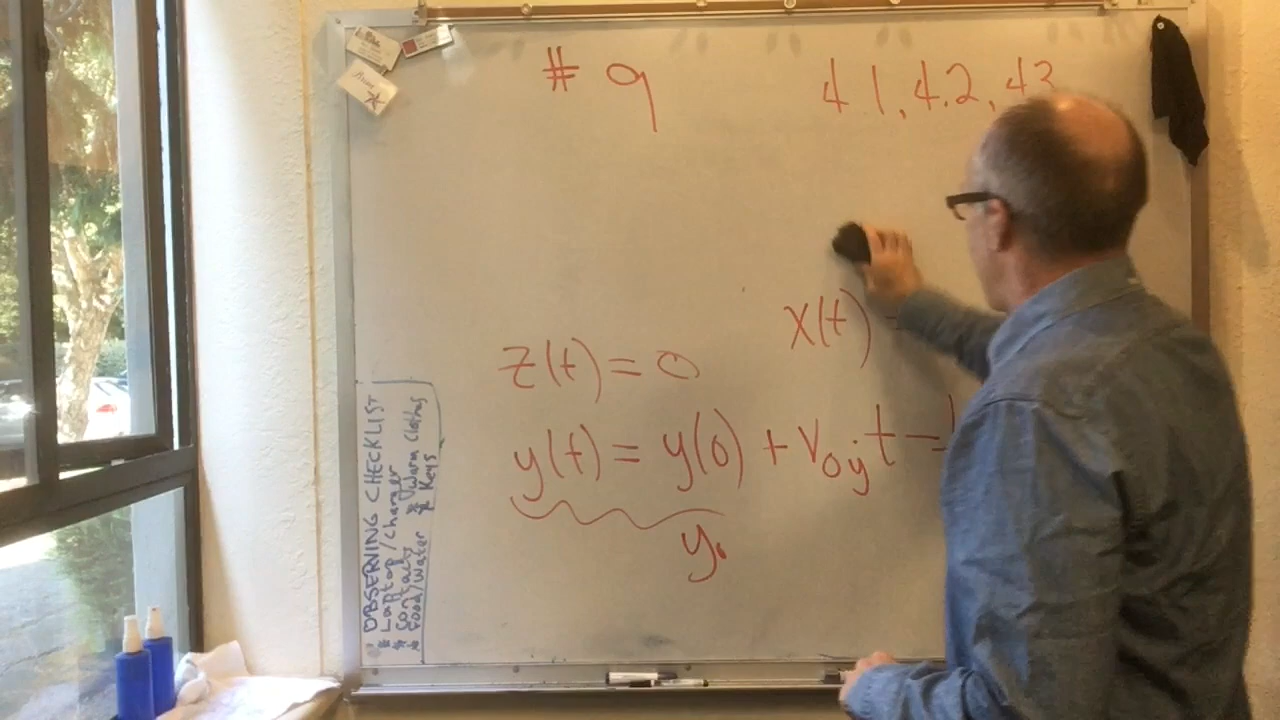 # 9
4.1, 4.2, 4.3
x(t) =
z(t) = 0
y(t) = y(0) + v₀y t -
y₀
OBSERVING CHECKLIST
* Laptop/charger
* Contacts
* Food/Water
* Warm Clothes
* Keys